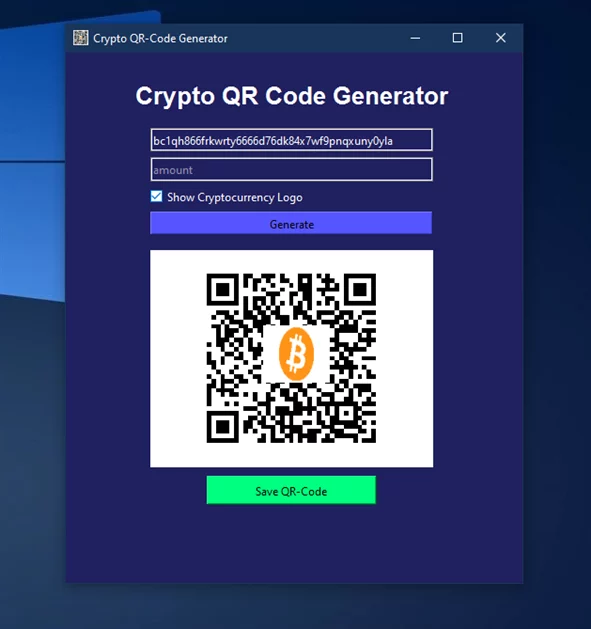 Crypto QR-Code Generator
Crypto QR Code Generator
bc1qh866frkwrty6666d76dk84x7wf9pnqxuny0yla
amount
Show Cryptocurrency Logo
Generate
Save QR-Code